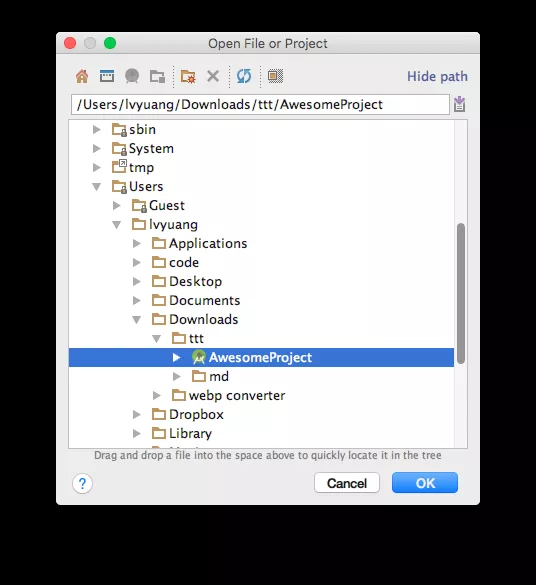 Open File or Project
Hide path
/Users/lvyuang/Downloads/ttt/AwesomeProject
sbin
System
tmp
Users
Guest
lvyuang
Applications
code
Desktop
Documents
Downloads
ttt
AwesomeProject
md
webp converter
Dropbox
Library
Drag and drop a file into the space above to quickly locate it in the tree
?
Cancel
OK